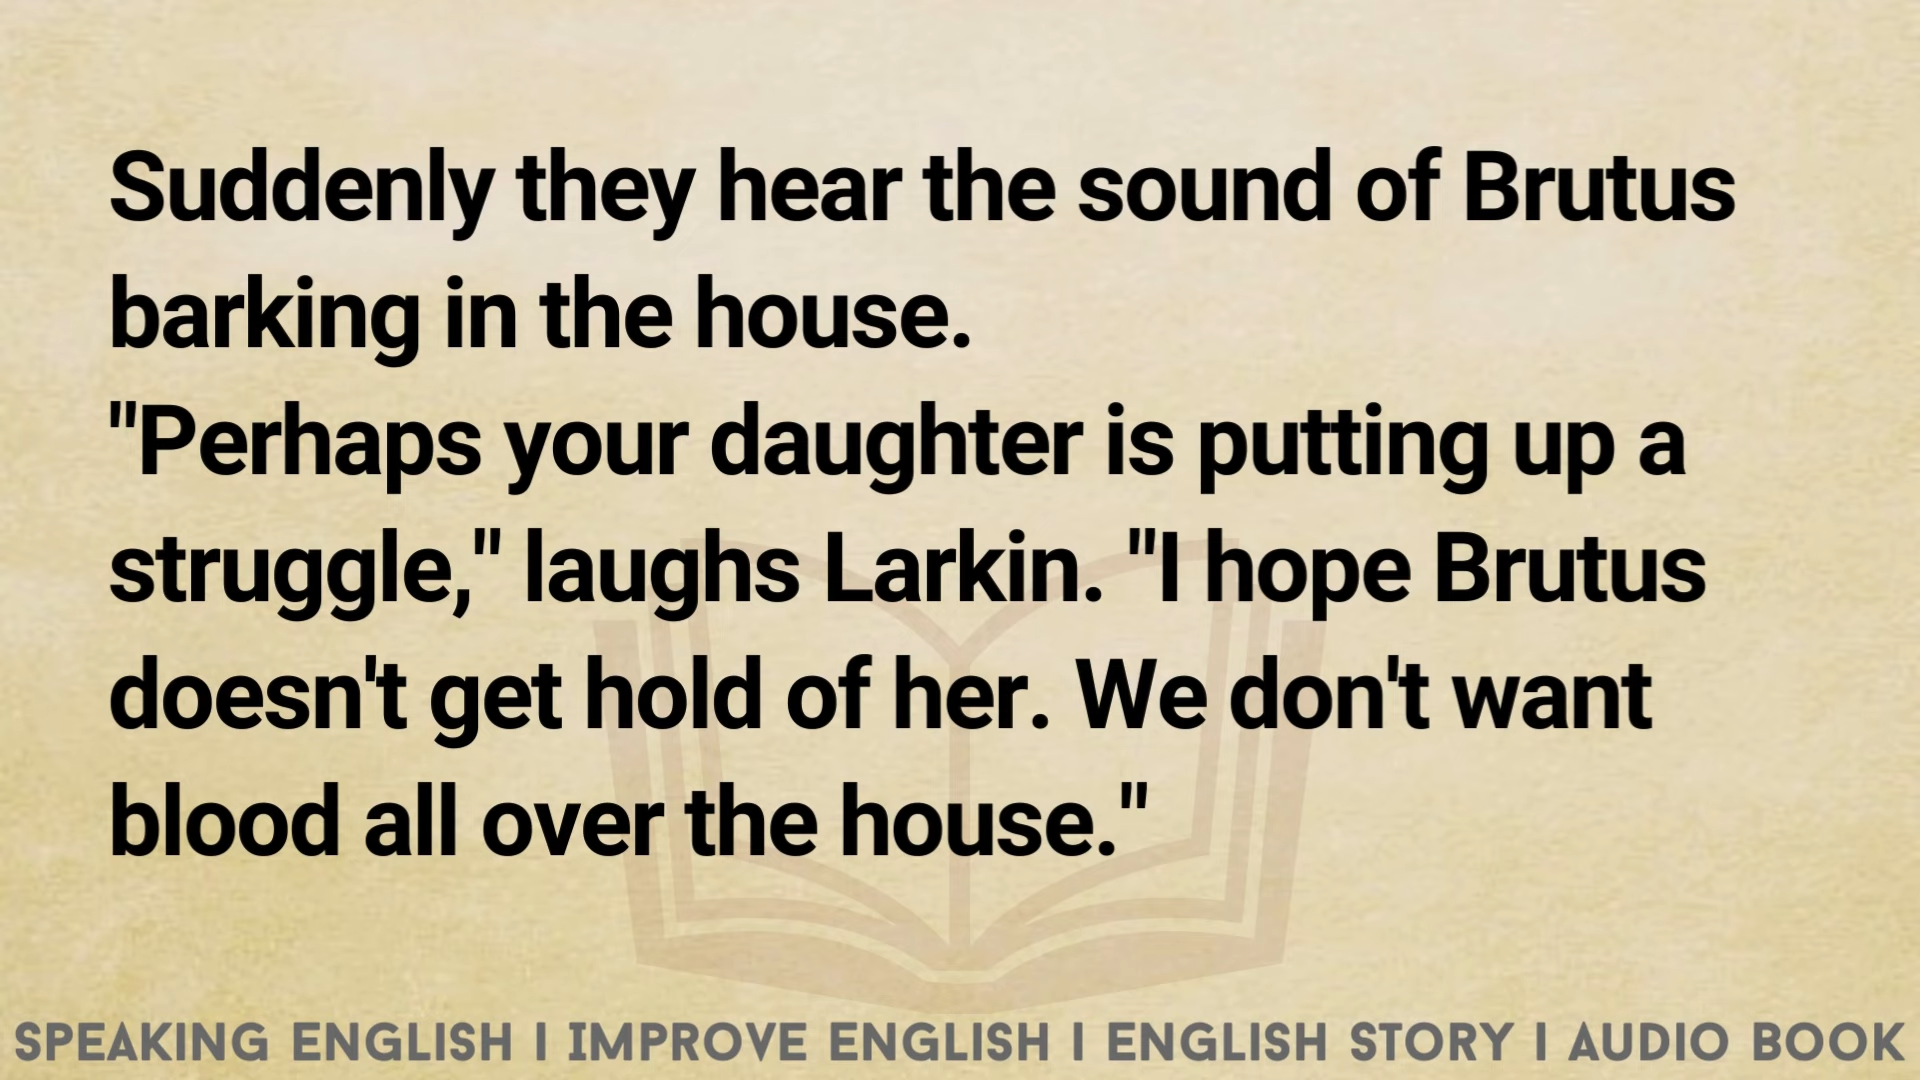 Suddenly they hear the sound of Brutus
barking in the house.
"Perhaps your daughter is putting up a
struggle," laughs Larkin. "I hope Brutus
doesn't get hold of her. We don't want
blood all over the house."
SPEAKING ENGLISH I IMPROVE ENGLISH I ENGLISH STORY I AUDIO BOOK